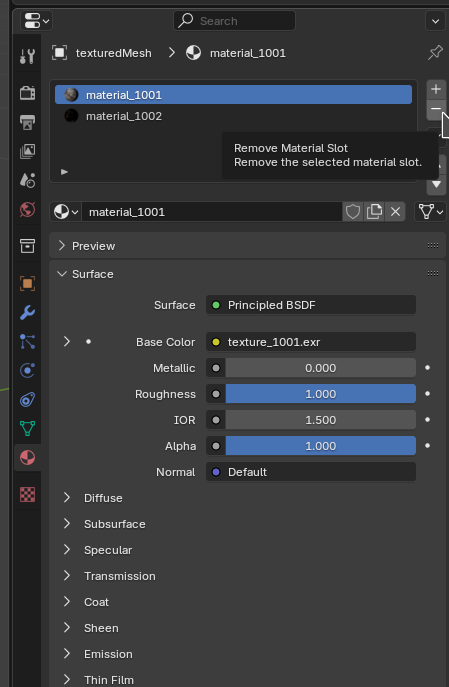 Search
texturedMesh
material_1001
material_1001
material_1002
Remove Material Slot
Remove the selected material slot.
material_1001
Preview
Surface
Surface
Principled BSDF
Base Color
texture_1001.exr
Metallic
0.000
Roughness
1.000
IOR
1.500
Alpha
1.000
Normal
Default
Diffuse
Subsurface
Specular
Transmission
Coat
Sheen
Emission
Thin Film